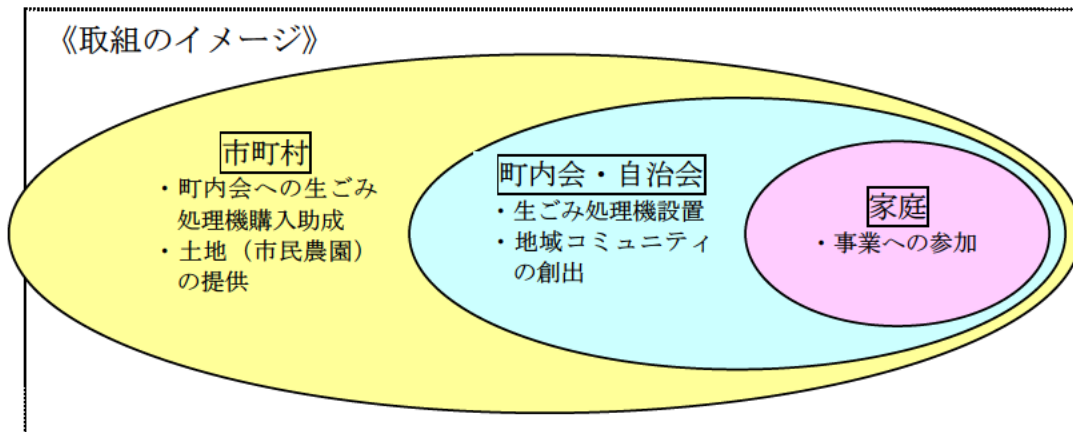 《取組のイメージ》
市町村
・町内会への生ごみ
処理機購入助成
・土地（市民農園）
の提供
町内会・自治会
・生ごみ処理機設置
・地域コミュニティ
の創出
家庭
・事業への参加